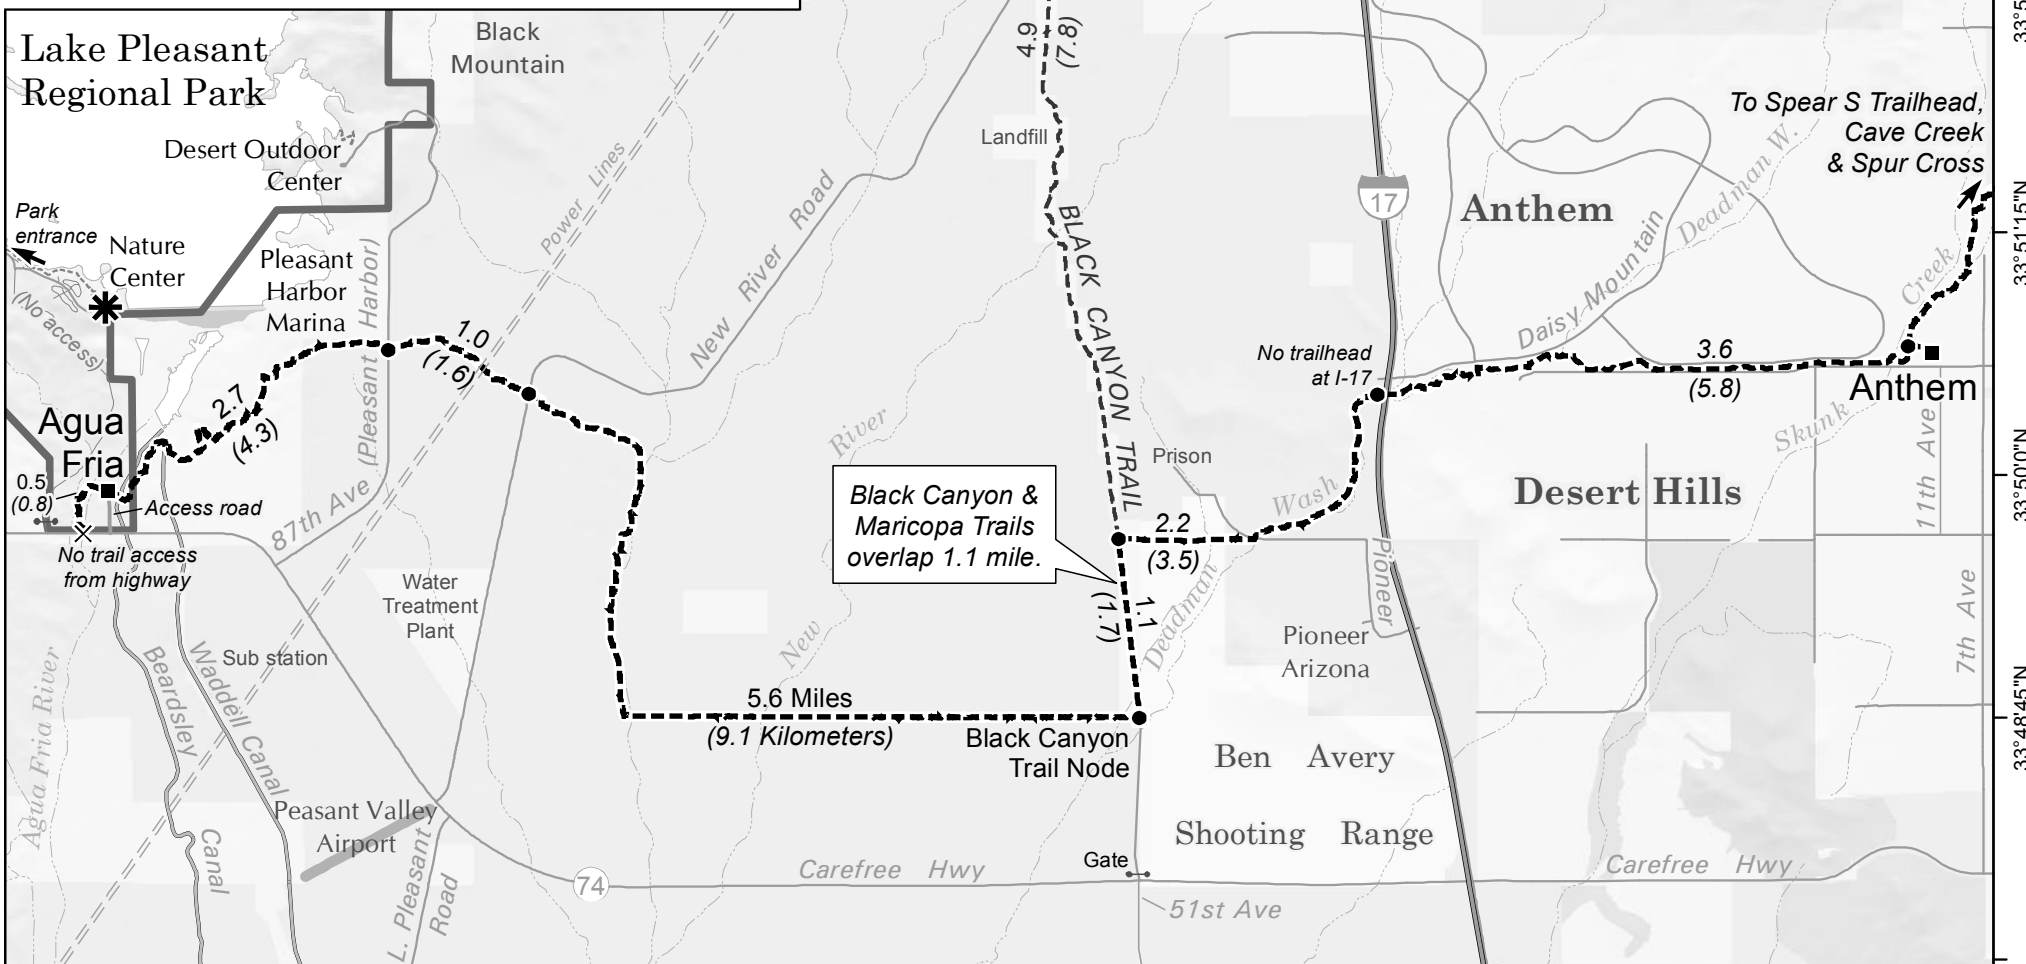 Lake Pleasant
Regional Park
Black
Mountain
4.9
(7.8)
33°5
Desert Outdoor
Center
Power Lines
Landfill
To Spear S Trailhead,
Cave Creek
& Spur Cross
Park
entrance
Nature
Center
(No access)
Pleasant
Harbor
Marina
New River Road
BLACK CANYON TRAIL
17
Anthem
Deadman W.
33°51'15"N
Daisy Mountain
Creek
1.0
(1.6)
No trailhead
at I-17
3.6
(5.8)
Anthem
2.7
(4.3)
Agua
Fria
0.5
(0.8)
Access road
No trail access
from highway
87th Ave (Pleasant Harbor)
River
Prison
Wash
Black Canyon &
Maricopa Trails
overlap 1.1 mile.
2.2
(3.5)
Desert Hills
Skunk
11th Ave
33°50'0"N
Pioneer
Water
Treatment
Plant
1.1
(1.7)
Deadman
New
Pioneer
Arizona
7th Ave
Sub station
Agua Fria River
Beardsley
Canal
Waddell Canal
5.6 Miles
(9.1 Kilometers)
Black Canyon
Trail Node
Ben Avery
Shooting Range
33°48'45"N
Peasant Valley
Airport
L. Pleasant
Road
74
Carefree Hwy
Gate
Carefree Hwy
51st Ave